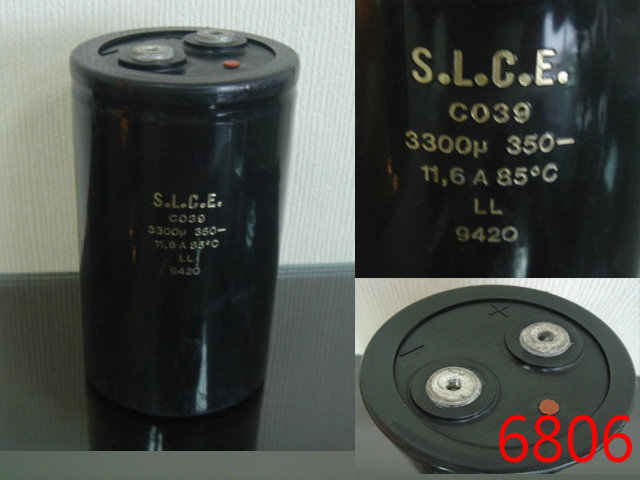 S.L.C.E.
C039
3300µ 350-
11,6 A 85°C
LL
9420
S.L.C.E.
C039
3300µ 350-
11,6 A 85°C
LL
9420
- +
6806